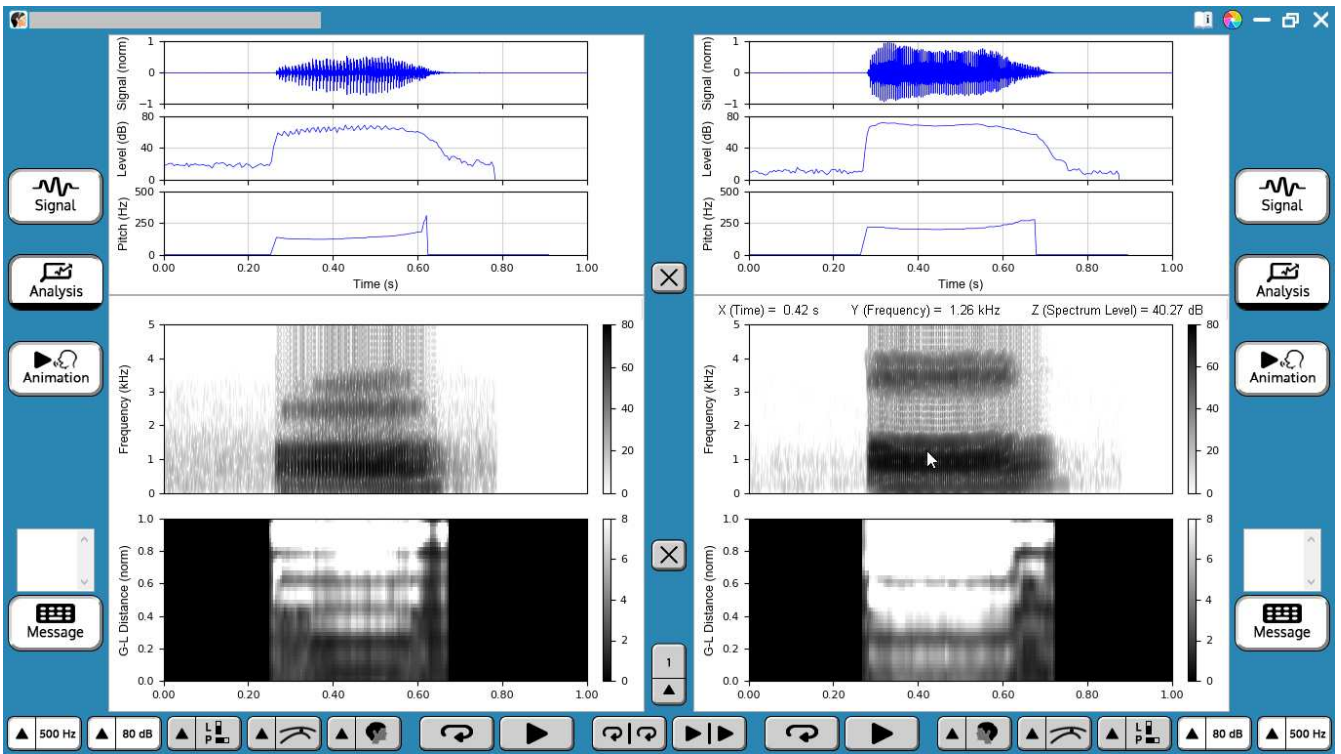 Signal (norm)
1
0
−1
Level (dB)
80
40
0
Pitch (Hz)
500
250
0
0.00 0.20 0.40 0.60 0.80 1.00
Time (s)
Signal (norm)
1
0
−1
Level (dB)
80
40
0
Pitch (Hz)
500
250
0
0.00 0.20 0.40 0.60 0.80 1.00
Time (s)
Signal
Analysis
Animation
Message
Signal
Analysis
Animation
Message
Frequency (kHz)
5
4
3
2
1
0
80
60
40
20
0
X (Time) = 0.42 s Y (Frequency) = 1.26 kHz Z (Spectrum Level) = 40.27 dB
Frequency (kHz)
5
4
3
2
1
0
80
60
40
20
0
G-L Distance (norm)
1.0
0.8
0.6
0.4
0.2
0.0
8
6
4
2
0
0.00 0.20 0.40 0.60 0.80 1.00
G-L Distance (norm)
1.0
0.8
0.6
0.4
0.2
0.0
8
6
4
2
0
0.00 0.20 0.40 0.60 0.80 1.00
1
500 Hz
80 dB
L
P
L
P
80 dB
500 Hz